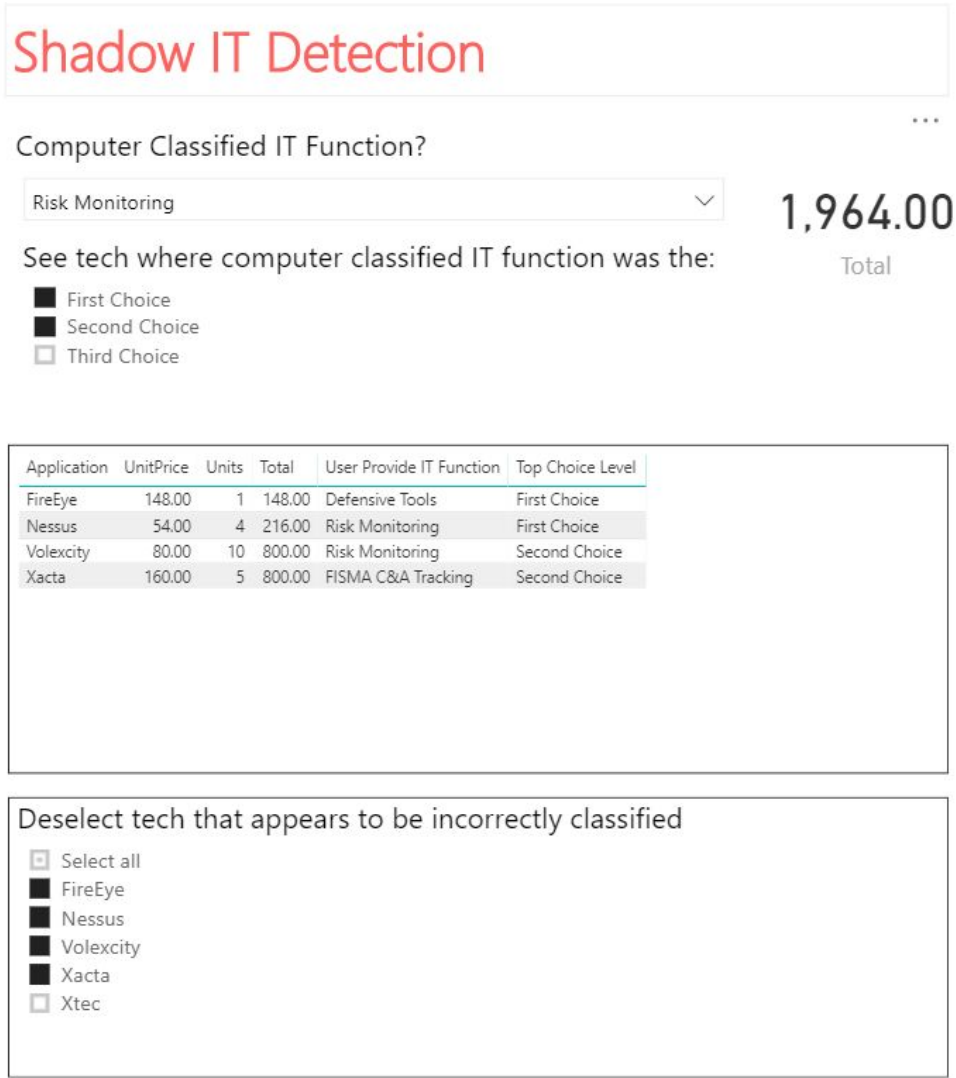 Shadow IT Detection
...
Computer Classified IT Function?
Risk Monitoring
1,964.00
Total
See tech where computer classified IT function was the:
First Choice
Second Choice
Third Choice
Application UnitPrice Units Total User Provide IT Function Top Choice Level
FireEye 148.00 1 148.00 Defensive Tools First Choice
Nessus 54.00 4 216.00 Risk Monitoring First Choice
Volexcity 80.00 10 800.00 Risk Monitoring Second Choice
Xacta 160.00 5 800.00 FISMA C&A Tracking Second Choice
Deselect tech that appears to be incorrectly classified
Select all
FireEye
Nessus
Volexcity
Xacta
Xtec